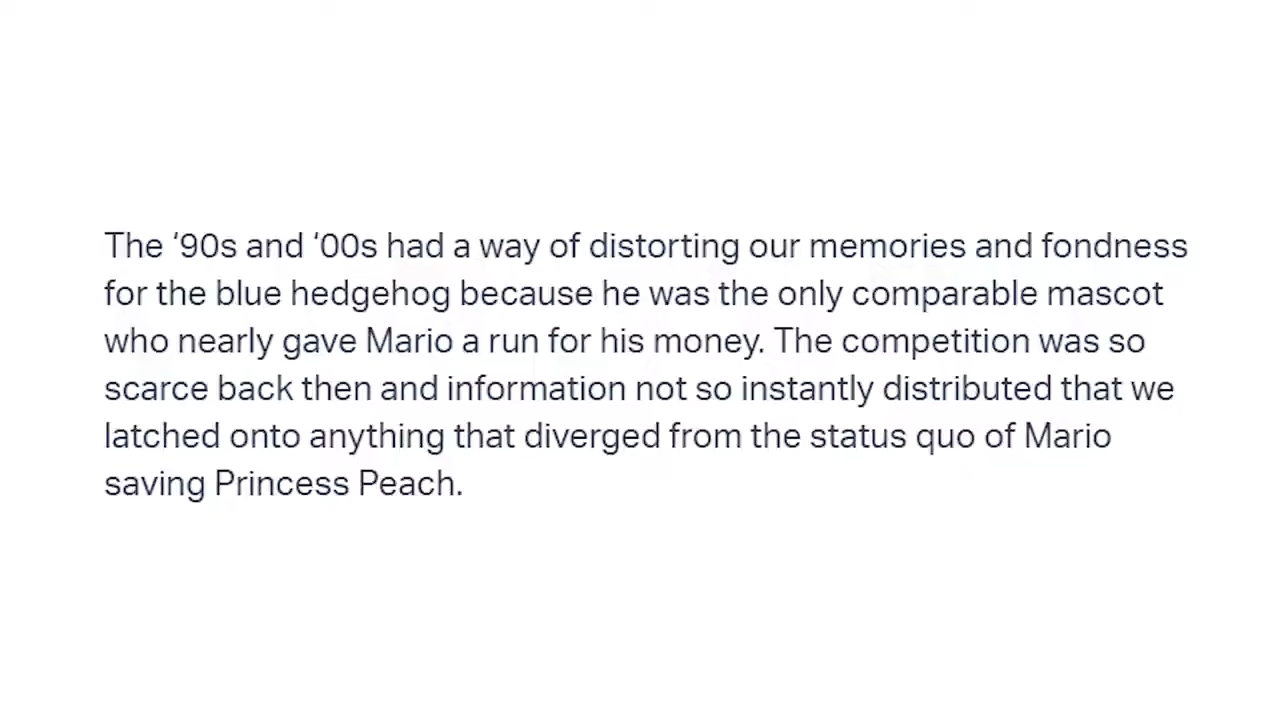 The ‘90s and ‘00s had a way of distorting our memories and fondness
for the blue hedgehog because he was the only comparable mascot
who nearly gave Mario a run for his money. The competition was so
scarce back then and information not so instantly distributed that we
latched onto anything that diverged from the status quo of Mario
saving Princess Peach.